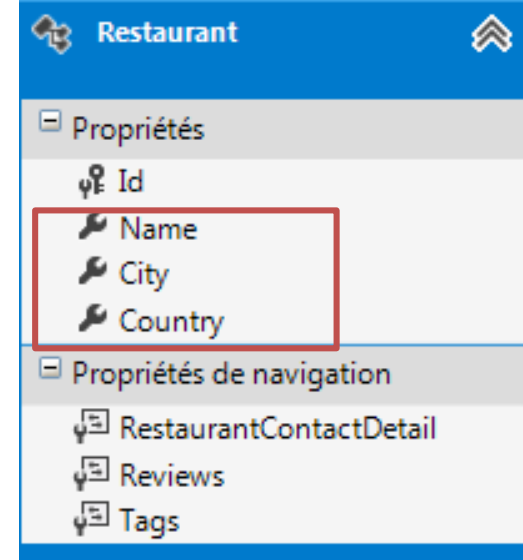 Restaurant
Propriétés
Id
Name
City
Country
Propriétés de navigation
RestaurantContactDetail
Reviews
Tags